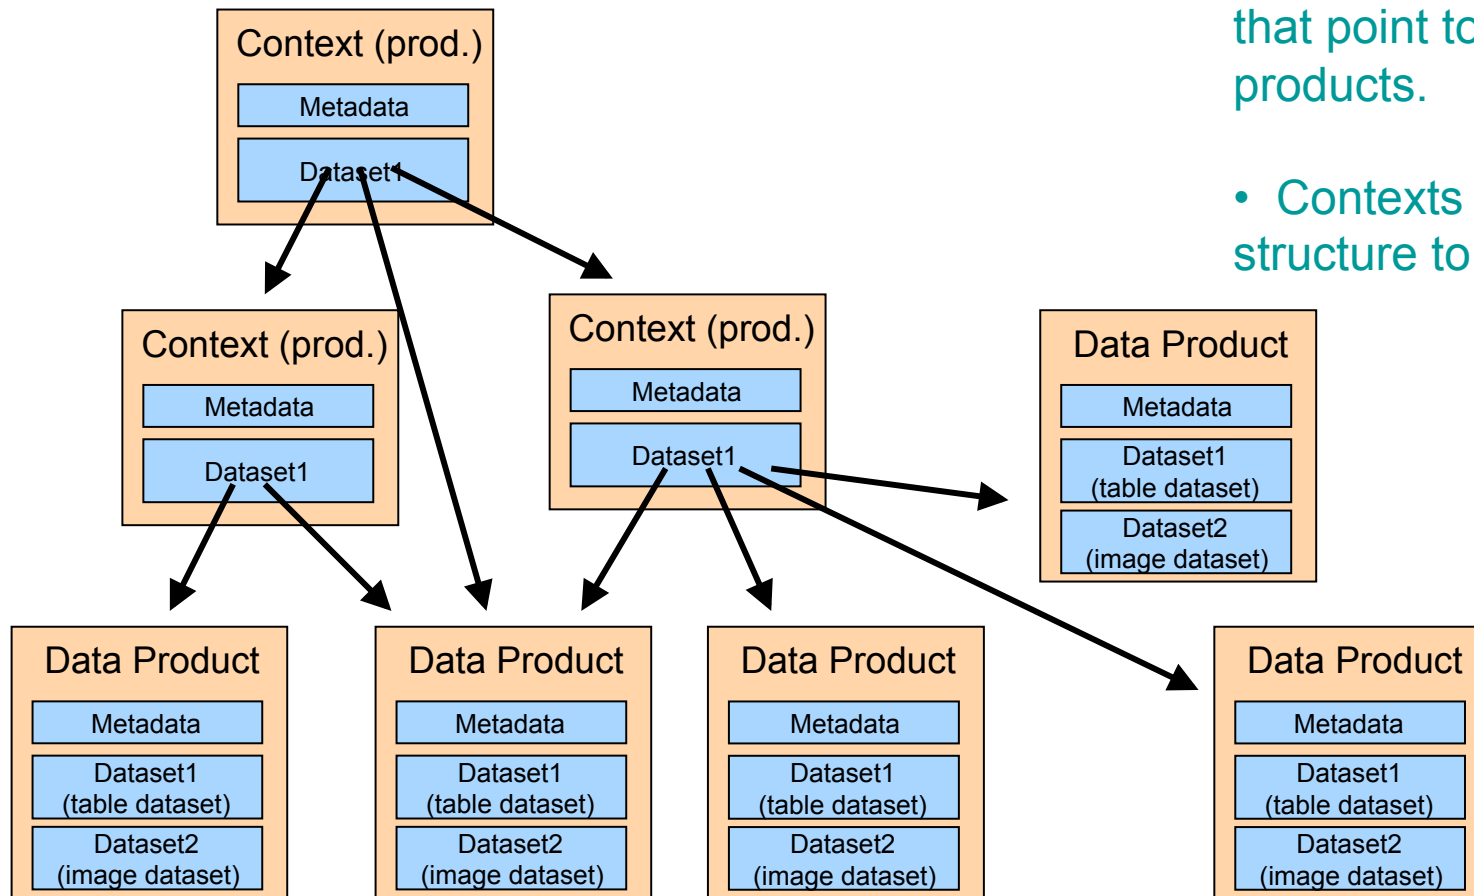 that point to
products.
• Contexts
structure to
Context (prod.)
Metadata
Dataset1
Context (prod.)
Metadata
Dataset1
Context (prod.)
Metadata
Dataset1
Data Product
Metadata
Dataset1
(table dataset)
Dataset2
(image dataset)
Data Product
Metadata
Dataset1
(table dataset)
Dataset2
(image dataset)
Data Product
Metadata
Dataset1
(table dataset)
Dataset2
(image dataset)
Data Product
Metadata
Dataset1
(table dataset)
Dataset2
(image dataset)
Data Product
Metadata
Dataset1
(table dataset)
Dataset2
(image dataset)